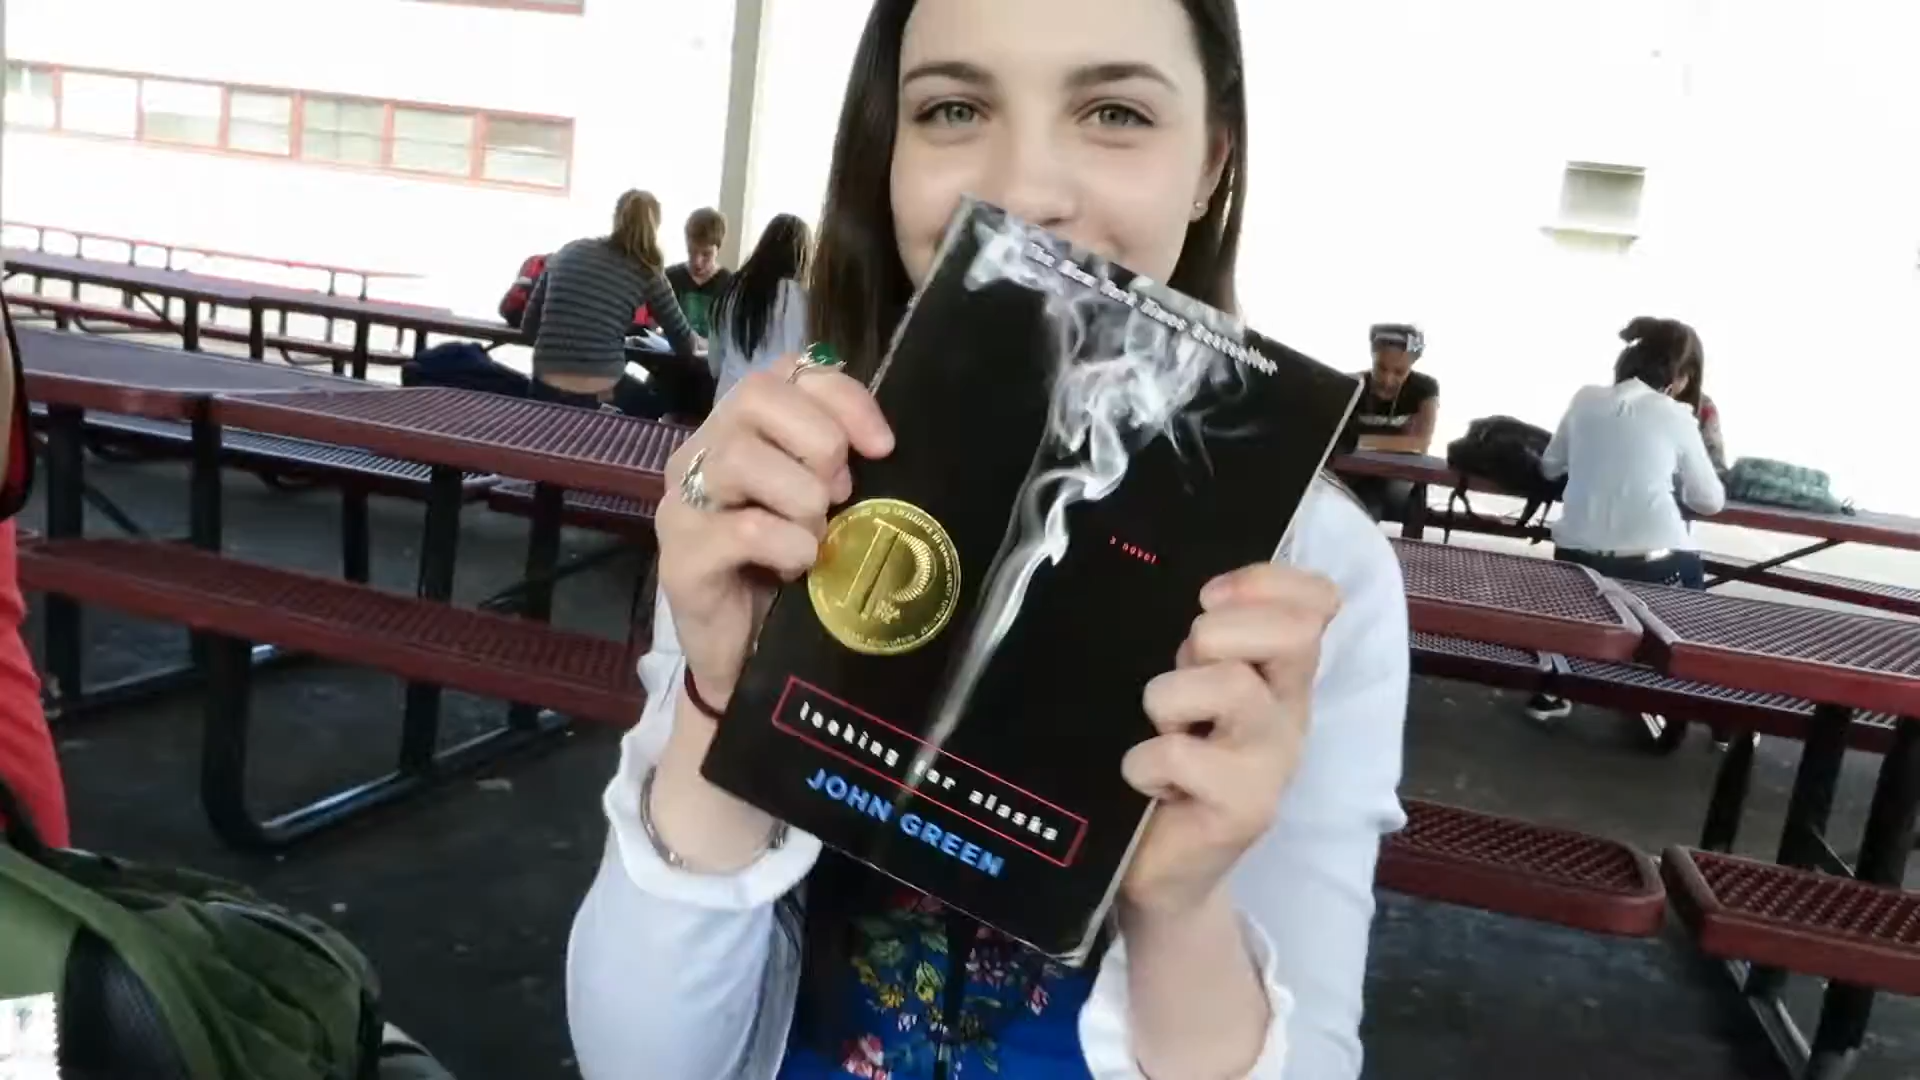 The New York Times Bestseller
a novel
P
looking for alaska
JOHN GREEN